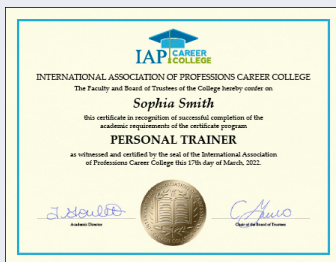 IAP CAREER COLLEGE
INTERNATIONAL ASSOCIATION OF PROFESSIONS CAREER COLLEGE
The Faculty and Board of Trustees of the College hereby confer on
Sophia Smith
this certificate in recognition of successful completion of the
academic requirements of the certificate program
PERSONAL TRAINER
as witnessed and certified by the seal of the International Association
of Professions Career College this 17th day of March, 2022.
Academic Director
Chair of the Board of Trustees